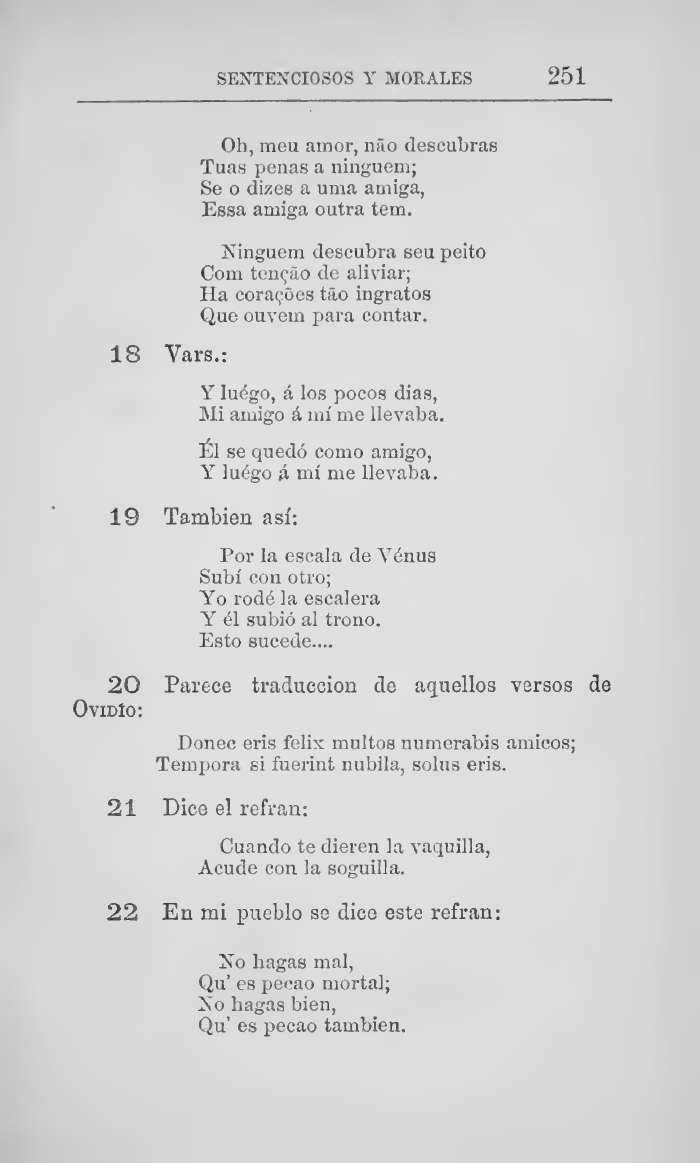 SENTENCIOSOS Y MORALES 251
Oh, meu amor, não descubras
Tuas penas a ninguem;
Se o dizes a uma amiga,
Essa amiga outra tem.
Ninguem descubra seu peito
Com tenção de aliviar;
Ha corações tão ingratos
Que ouvem para contar.
18 Vars.:
Y luégo, á los pocos dias,
Mi amigo á mí me llevaba.
Él se quedó como amigo,
Y luégo á mí me llevaba.
19 Tambien así:
Por la escala de Vénus
Subí con otro;
Yo rodé la escalera
Y él subió al trono.
Esto sucede....
20 Parece traduccion de aquellos versos de
OVIDIO:
Donec eris felix multos numerabis amicos;
Tempora si fuerint nubila, solus eris.
21 Dice el refran:
Cuando te dieren la vaquilla,
Acude con la soguilla.
22 En mi pueblo se dice este refran:
No hagas mal,
Qu' es pecao mortal;
No hagas bien,
Qu' es pecao tambien.